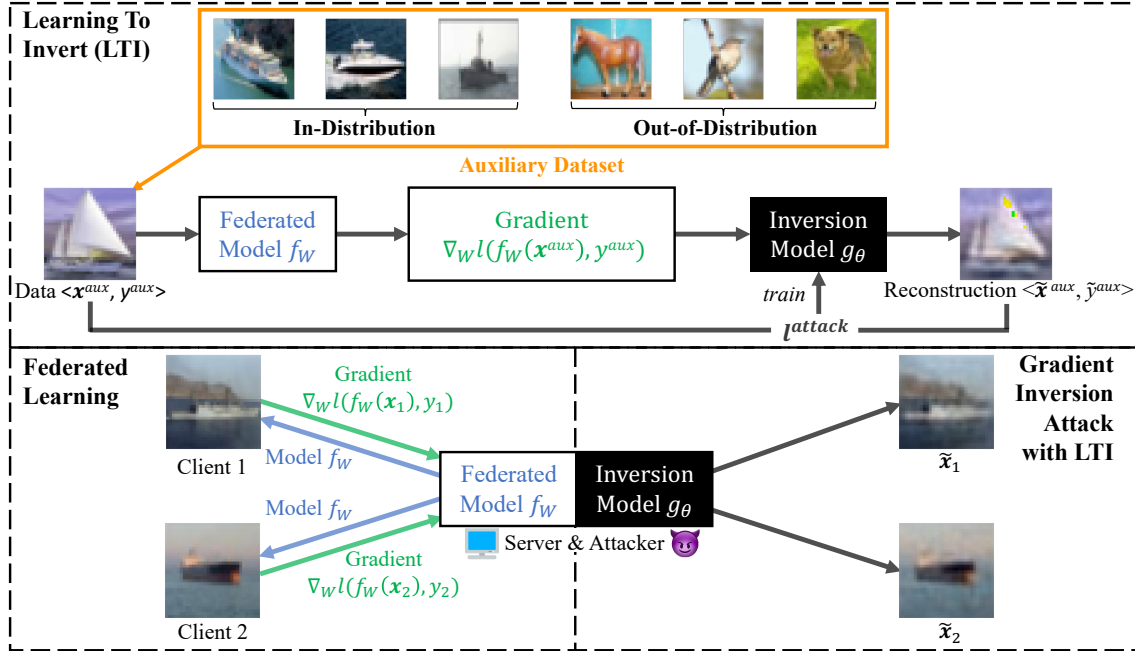 Learning To
Invert (LTI)
In-Distribution
Out-of-Distribution
Auxiliary Dataset
Federated
Model f_W
Gradient
∇_W l(f_W(x^{aux}), y^{aux})
Inversion
Model g_θ
Data <x^{aux}, y^{aux}>
train
Reconstruction <x̃^{aux}, ỹ^{aux}>
l^{attack}
Federated
Learning
Gradient
∇_W l(f_W(x_1), y_1)
Client 1
Model f_W
Model f_W
Federated
Model f_W
Inversion
Model g_θ
Server & Attacker
Gradient
∇_W l(f_W(x_2), y_2)
Client 2
Gradient
Inversion
Attack
with LTI
x̃_1
x̃_2